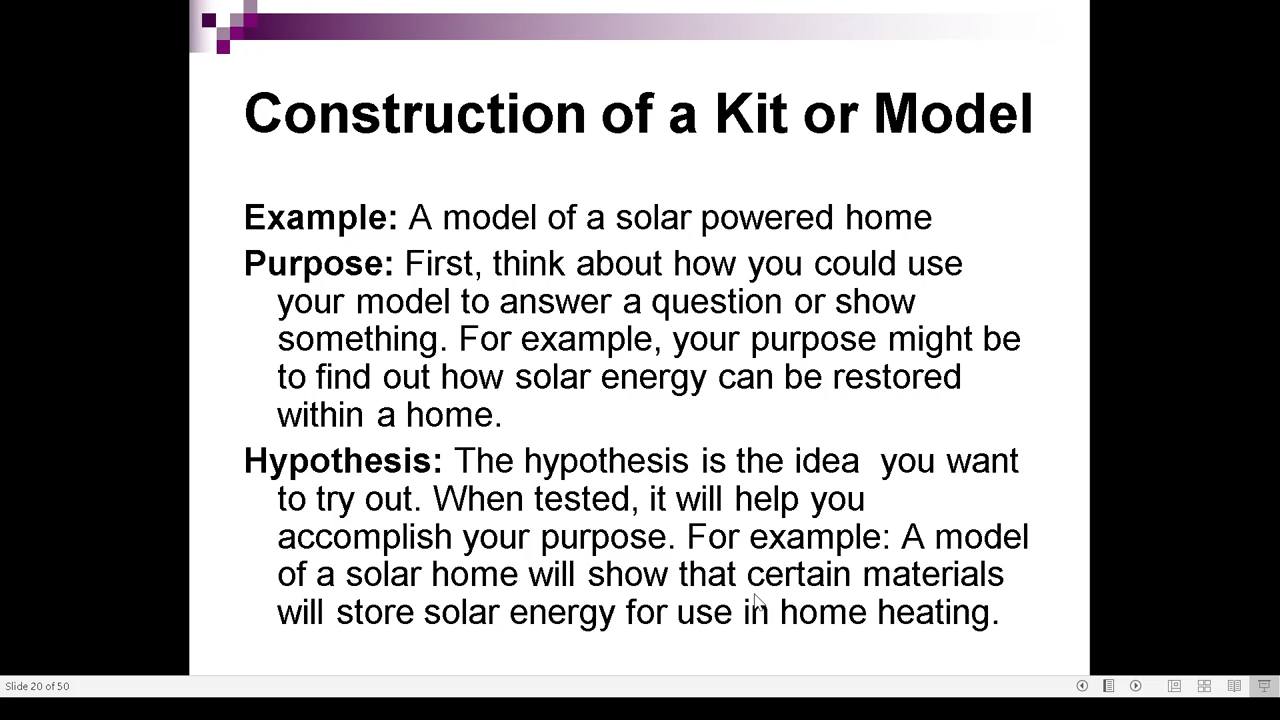 Construction of a Kit or Model
Example: A model of a solar powered home
Purpose: First, think about how you could use
your model to answer a question or show
something. For example, your purpose might be
to find out how solar energy can be restored
within a home.
Hypothesis: The hypothesis is the idea  you want
to try out. When tested, it will help you
accomplish your purpose. For example: A model
of a solar home will show that certain materials
will store solar energy for use in home heating.
Slide 20 of 50